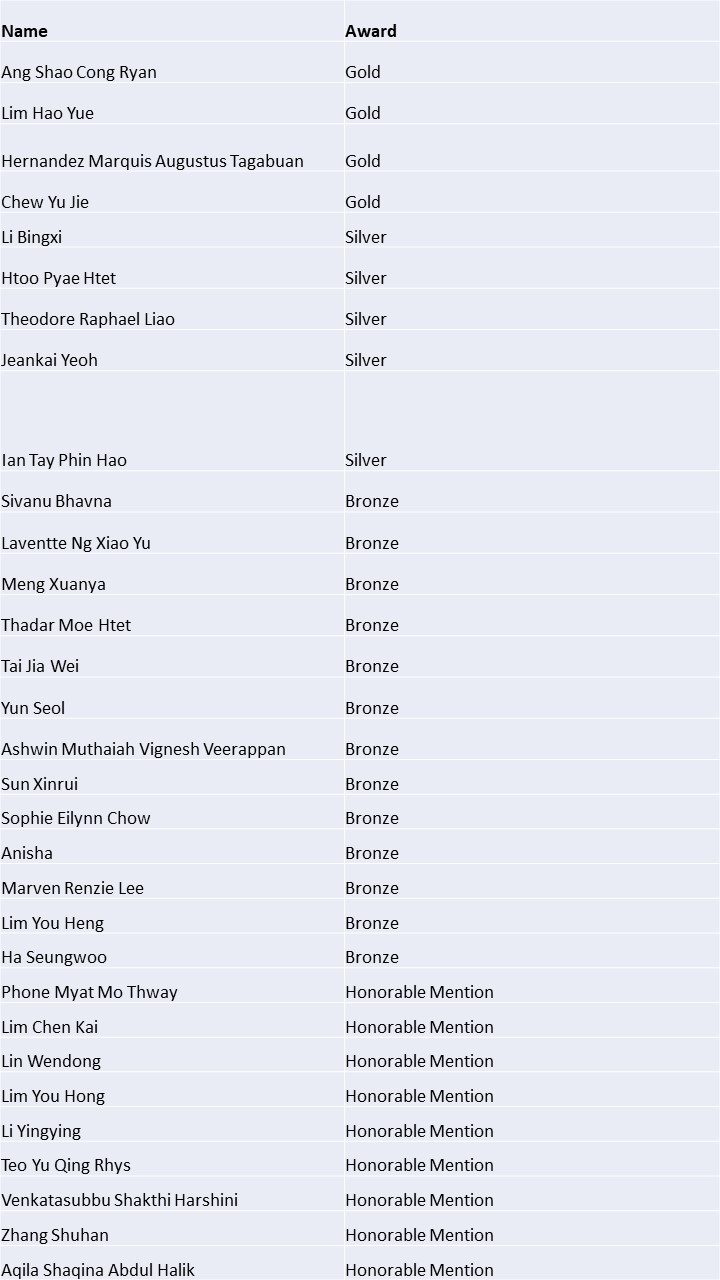 Name Award
Ang Shao Cong Ryan Gold
Lim Hao Yue Gold
Hernandez Marquis Augustus Tagabuan Gold
Chew Yu Jie Gold
Li Bingxi Silver
Htoo Pyae Htet Silver
Theodore Raphael Liao Silver
Jeankai Yeoh Silver
Ian Tay Phin Hao Silver
Sivanu Bhavna Bronze
Laventte Ng Xiao Yu Bronze
Meng Xuanya Bronze
Thadar Moe Htet Bronze
Tai Jia Wei Bronze
Yun Seol Bronze
Ashwin Muthaiah Vignesh Veerappan Bronze
Sun Xinrui Bronze
Sophie Eilynn Chow Bronze
Anisha Bronze
Marven Renzie Lee Bronze
Lim You Heng Bronze
Ha Seungwoo Bronze
Phone Myat Mo Thway Honorable Mention
Lim Chen Kai Honorable Mention
Lin Wendong Honorable Mention
Lim You Hong Honorable Mention
Li Yingying Honorable Mention
Teo Yu Qing Rhys Honorable Mention
Venkatasubbu Shakthi Harshini Honorable Mention
Zhang Shuhan Honorable Mention
Aqila Shaqina Abdul Halik Honorable Mention